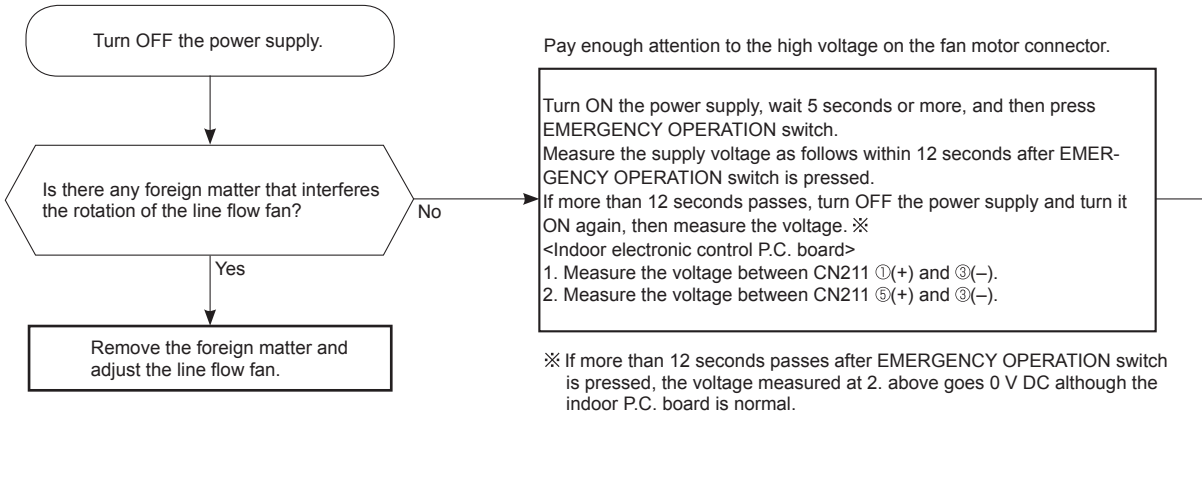 Turn OFF the power supply.
Is there any foreign matter that interferes
the rotation of the line flow fan?
No
Yes
Remove the foreign matter and
adjust the line flow fan.
Pay enough attention to the high voltage on the fan motor connector.
Turn ON the power supply, wait 5 seconds or more, and then press
EMERGENCY OPERATION switch.
Measure the supply voltage as follows within 12 seconds after EMER-
GENCY OPERATION switch is pressed.
If more than 12 seconds passes, turn OFF the power supply and turn it
ON again, then measure the voltage. ※
<Indoor electronic control P.C. board>
1. Measure the voltage between CN211 ①(+) and ③(–).
2. Measure the voltage between CN211 ⑤(+) and ③(–).
※ If more than 12 seconds passes after EMERGENCY OPERATION switch
is pressed, the voltage measured at 2. above goes 0 V DC although the
indoor P.C. board is normal.